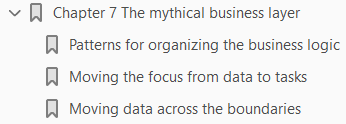 Chapter 7 The mythical business layer
Patterns for organizing the business logic
Moving the focus from data to tasks
Moving data across the boundaries